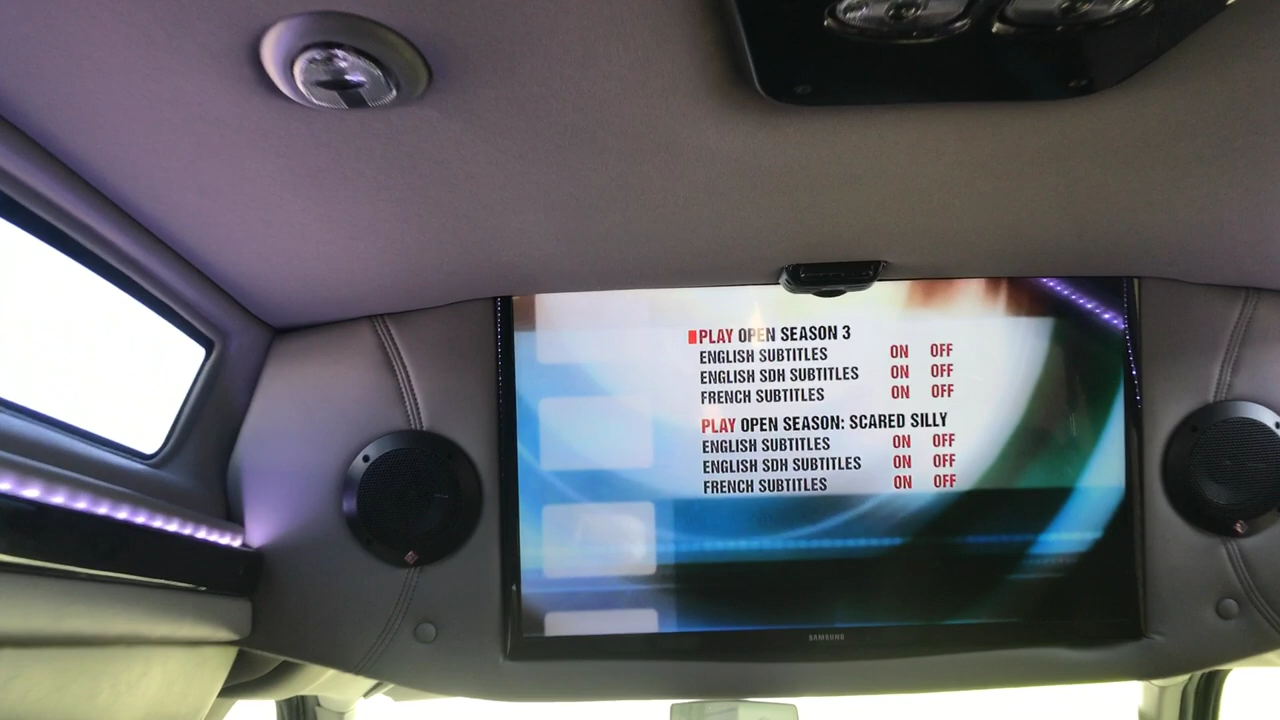 PLAY OPEN SEASON 3
ENGLISH SUBTITLES ON OFF
ENGLISH SDH SUBTITLES ON OFF
FRENCH SUBTITLES ON OFF
PLAY OPEN SEASON: SCARED SILLY
ENGLISH SUBTITLES ON OFF
ENGLISH SDH SUBTITLES ON OFF
FRENCH SUBTITLES ON OFF
SAMSUNG